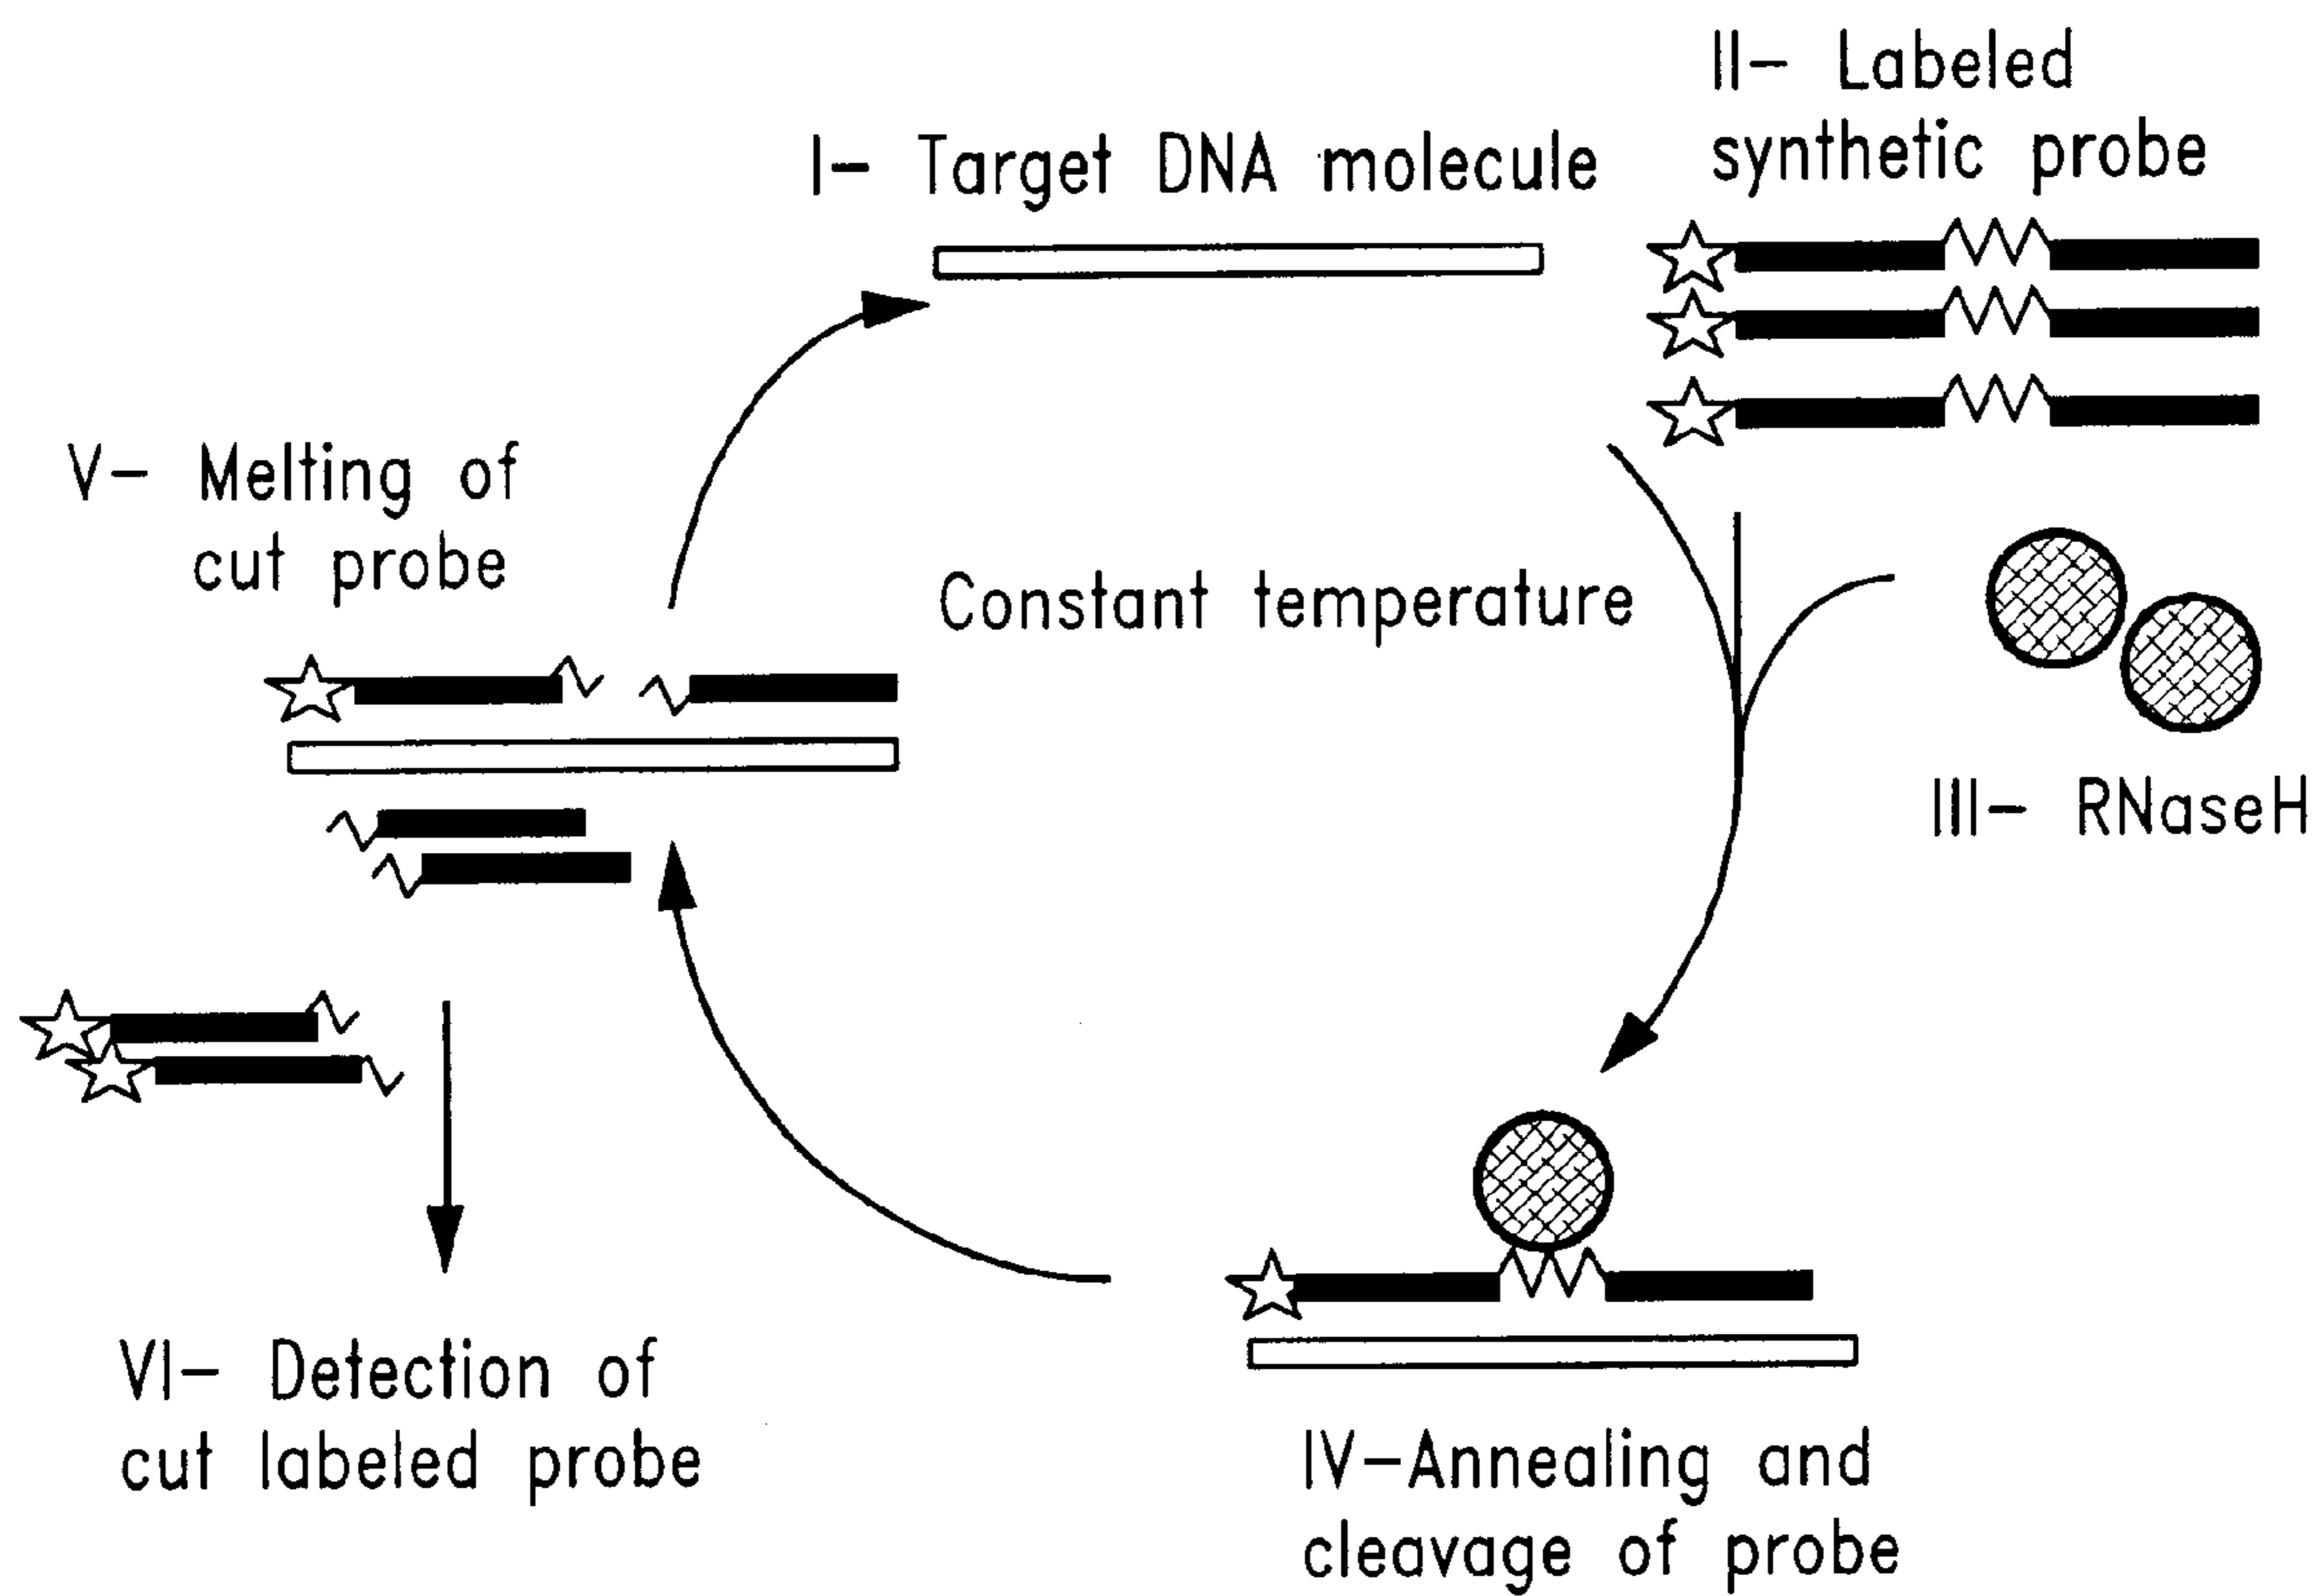 I- Target DNA molecule
II- Labeled
synthetic probe
Constant temperature
III- RNaseH
IV-Annealing and
cleavage of probe
V- Melting of
cut probe
VI- Detection of
cut labeled probe